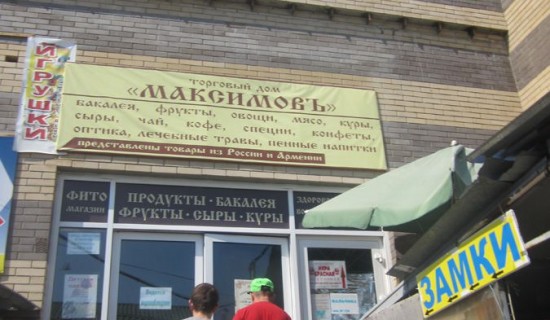 ИГРУШКИ
ТОРГОВЫЙ ДОМ
«МАКСИМОВЪ»
БАКАЛЕЯ, ФРУКТЫ, ОВОЩИ, МЯСО, КУРЫ,
СЫРЫ, ЧАЙ, КОФЕ, СПЕЦИИ, КОНФЕТЫ,
ОПТИКА, ЛЕЧЕБНЫЕ ТРАВЫ, ПЕННЫЕ НАПИТКИ
ПРЕДСТАВЛЕНЫ ТОВАРЫ ИЗ РОССИИ И АРМЕНИИ
ФИТО
МАГАЗИН
ПРОДУКТЫ · БАКАЛЕЯ
ФРУКТЫ · СЫРЫ · КУРЫ
ЗАМКИ